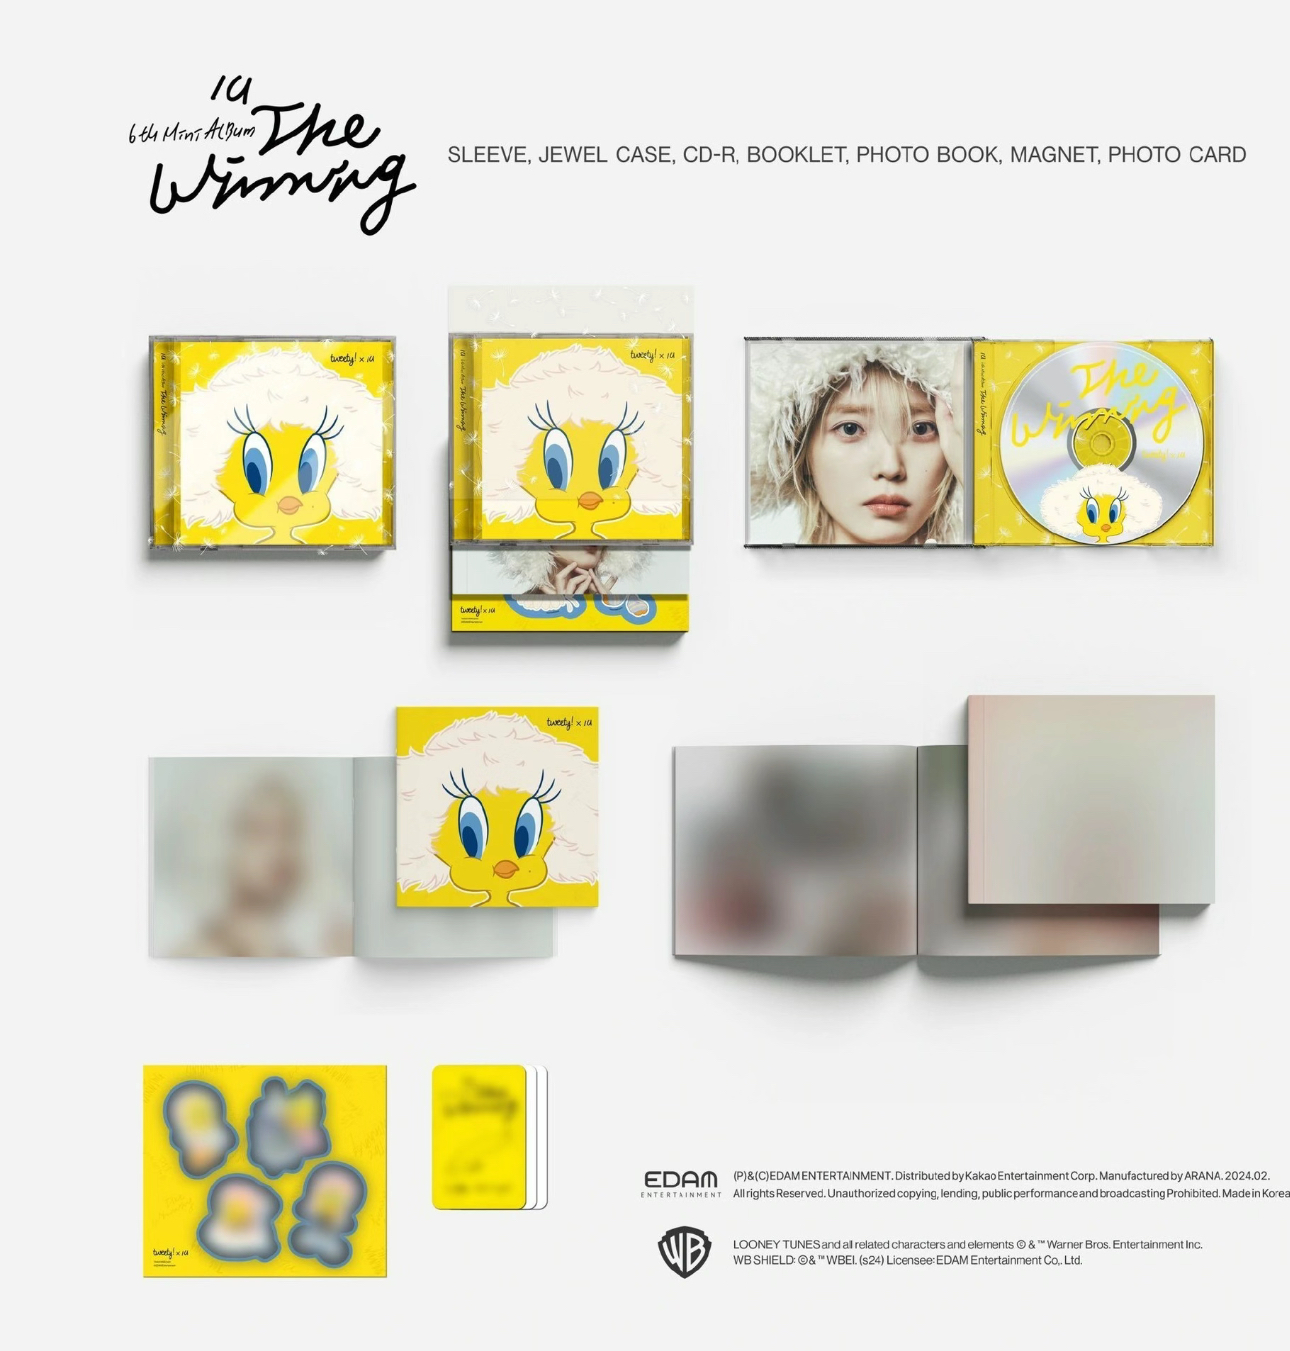 IU
6th Mini Album The
Winning
SLEEVE, JEWEL CASE, CD-R, BOOKLET, PHOTO BOOK, MAGNET, PHOTO CARD
tweety! x IU
The Winning
tweety! x IU
The Winning
tweety! x IU
The Winning
The
Winning
tweety! x IU
tweety! x IU
EDAM
ENTERTAINMENT
(P)&(C)EDAM ENTERTAINMENT. Distributed by Kakao Entertainment Corp. Manufactured by ARANA. 2024.02.
All rights Reserved. Unauthorized copying, lending, public performance and broadcasting Prohibited. Made in Korea
WB
LOONEY TUNES and all related characters and elements © & ™ Warner Bros. Entertainment Inc.
WB SHIELD: © & ™ WBEI. (s24) Licensee: EDAM Entertainment Co,. Ltd.